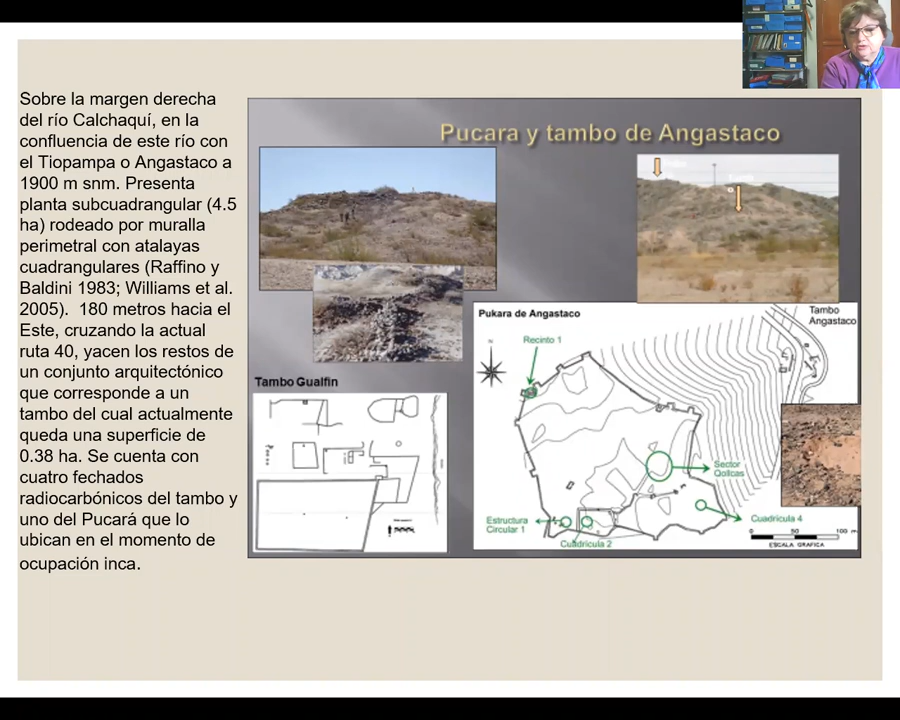 Sobre la margen derecha
del río Calchaquí, en la
confluencia de este río con
el Tiopampa o Angastaco a
1900 m snm. Presenta
planta subcuadrangular (4.5
ha) rodeado por muralla
perimetral con atalayas
cuadrangulares (Raffino y
Baldini 1983; Williams et al.
2005).  180 metros hacia el
Este, cruzando la actual
ruta 40, yacen los restos de
un conjunto arquitectónico
que corresponde a un
tambo del cual actualmente
queda una superficie de
0.38 ha. Se cuenta con
cuatro fechados
radiocarbónicos del tambo y
uno del Pucará que lo
ubican en el momento de
ocupación inca.
Pucara y tambo de Angastaco
Pukara de Angastaco
Tambo
Angastaco
N
Recinto 1
Tambo Gualfin
Sector
Qollcas
Estructura
Circular 1
Cuadrícula 2
Cuadrícula 4
0 50 100 m
ESCALA GRAFICA